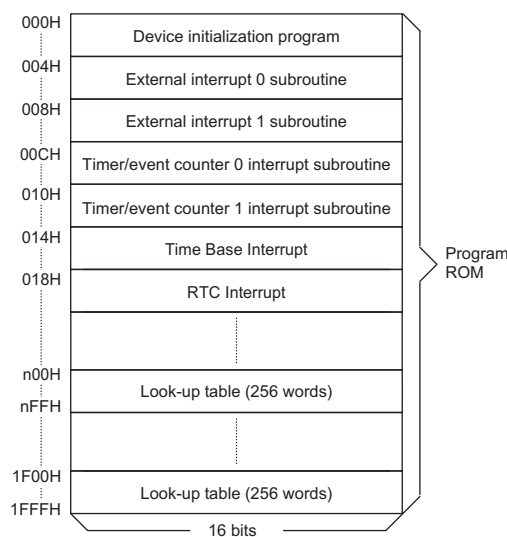 000H
Device initialization program
004H
External interrupt 0 subroutine
008H
External interrupt 1 subroutine
00CH
Timer/event counter 0 interrupt subroutine
010H
Timer/event counter 1 interrupt subroutine
014H
Time Base Interrupt
018H
RTC Interrupt
Program
ROM
n00H
Look-up table (256 words)
nFFH
1F00H
Look-up table (256 words)
1FFFH
16 bits